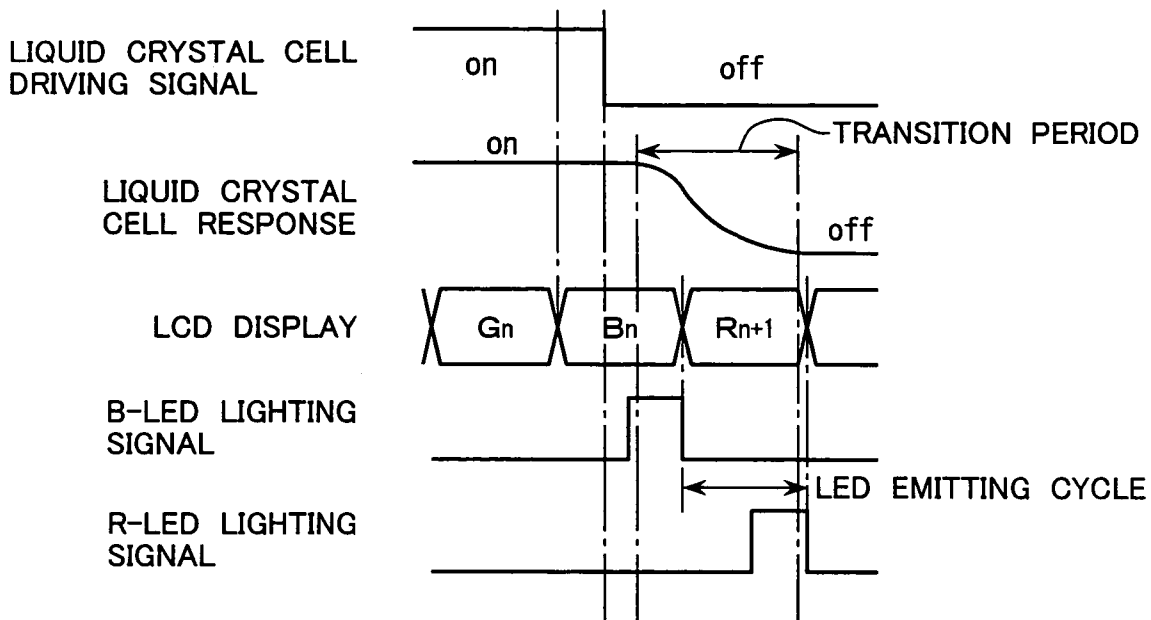 LIQUID CRYSTAL CELL
DRIVING SIGNAL
on
off
TRANSITION PERIOD
on
LIQUID CRYSTAL
CELL RESPONSE
off
LCD DISPLAY
Gn
Bn
Rn+1
B-LED LIGHTING
SIGNAL
LED EMITTING CYCLE
R-LED LIGHTING
SIGNAL